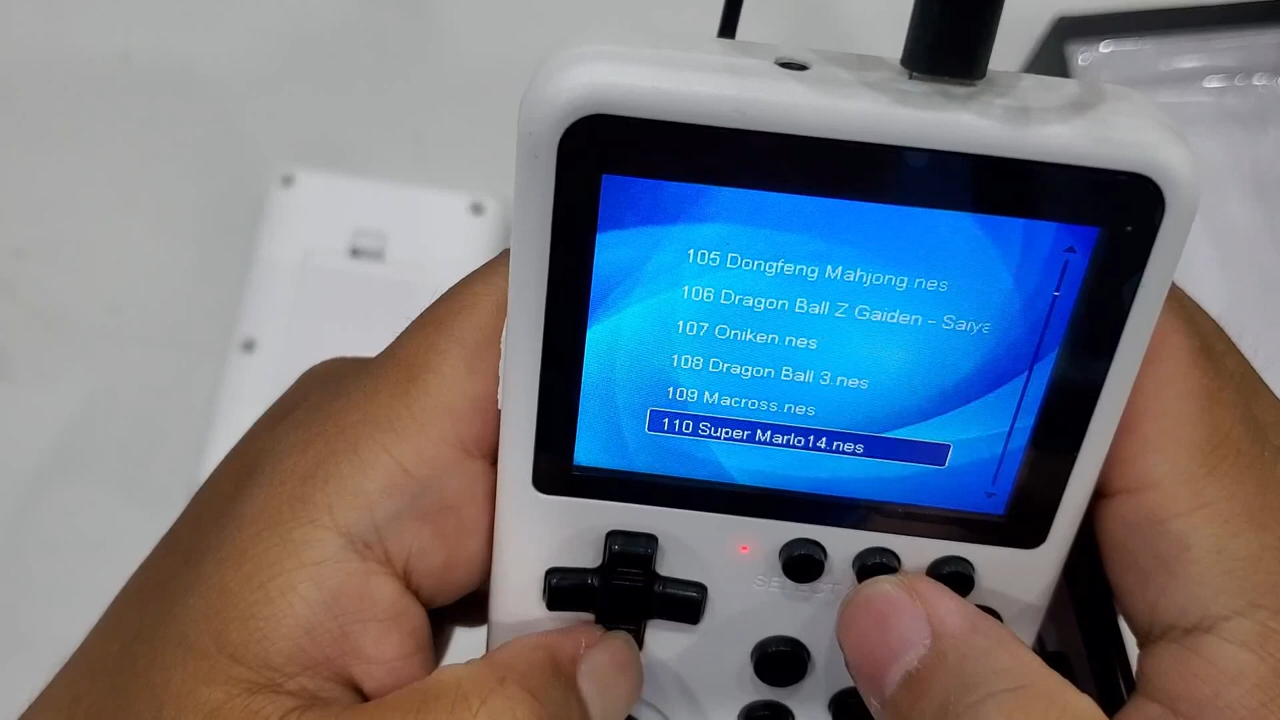 105 Dongfeng Mahjong.nes
106 Dragon Ball Z Gaiden - Saiya
107 Oniken.nes
108 Dragon Ball 3.nes
109 Macross.nes
110 Super Marlo14.nes
SELECT